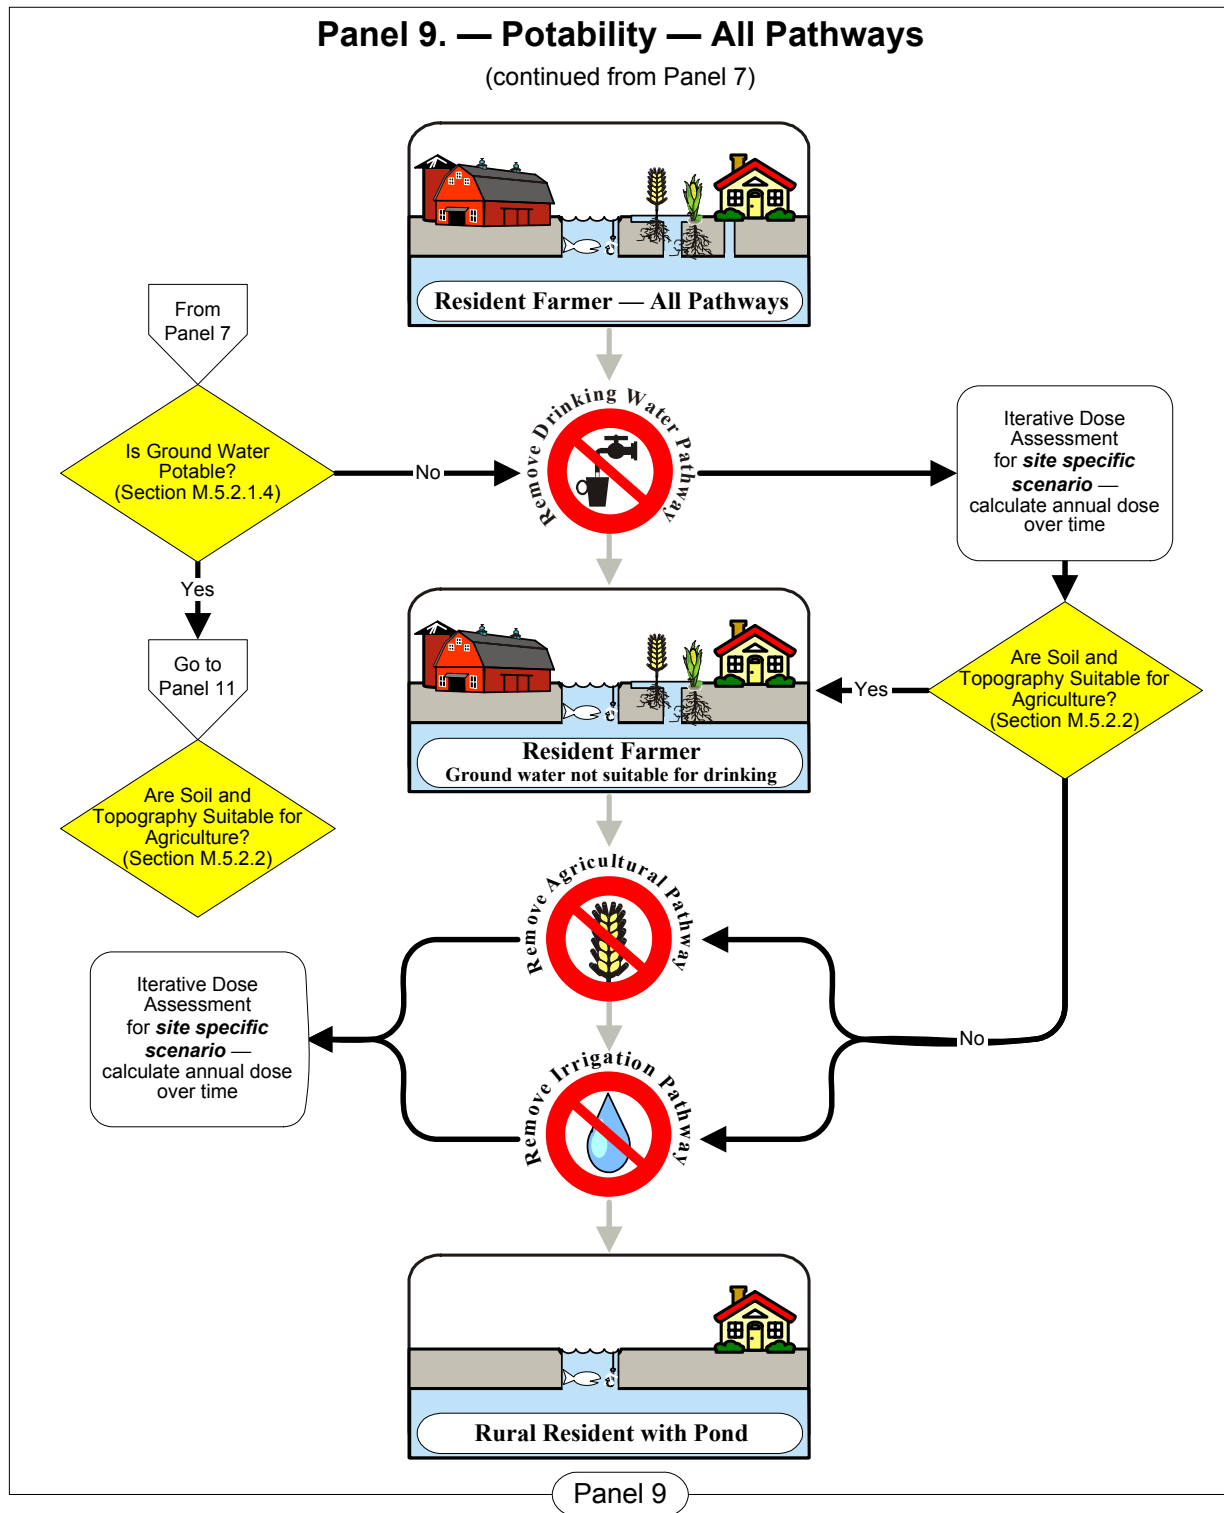 Panel 9. — Potability — All Pathways
(continued from Panel 7)
Resident Farmer — All Pathways
From
Panel 7
Is Ground Water
Potable?
(Section M.5.2.1.4)
No
Remove Drinking Water Pathway
Iterative Dose
Assessment
for site specific
scenario —
calculate annual dose
over time
Yes
Go to
Panel 11
Are Soil and
Topography Suitable for
Agriculture?
(Section M.5.2.2)
Yes
Resident Farmer
Ground water not suitable for drinking
Are Soil and
Topography Suitable for
Agriculture?
(Section M.5.2.2)
Remove Agricultural Pathway
Iterative Dose
Assessment
for site specific
scenario —
calculate annual dose
over time
No
Remove Irrigation Pathway
Rural Resident with Pond
Panel 9